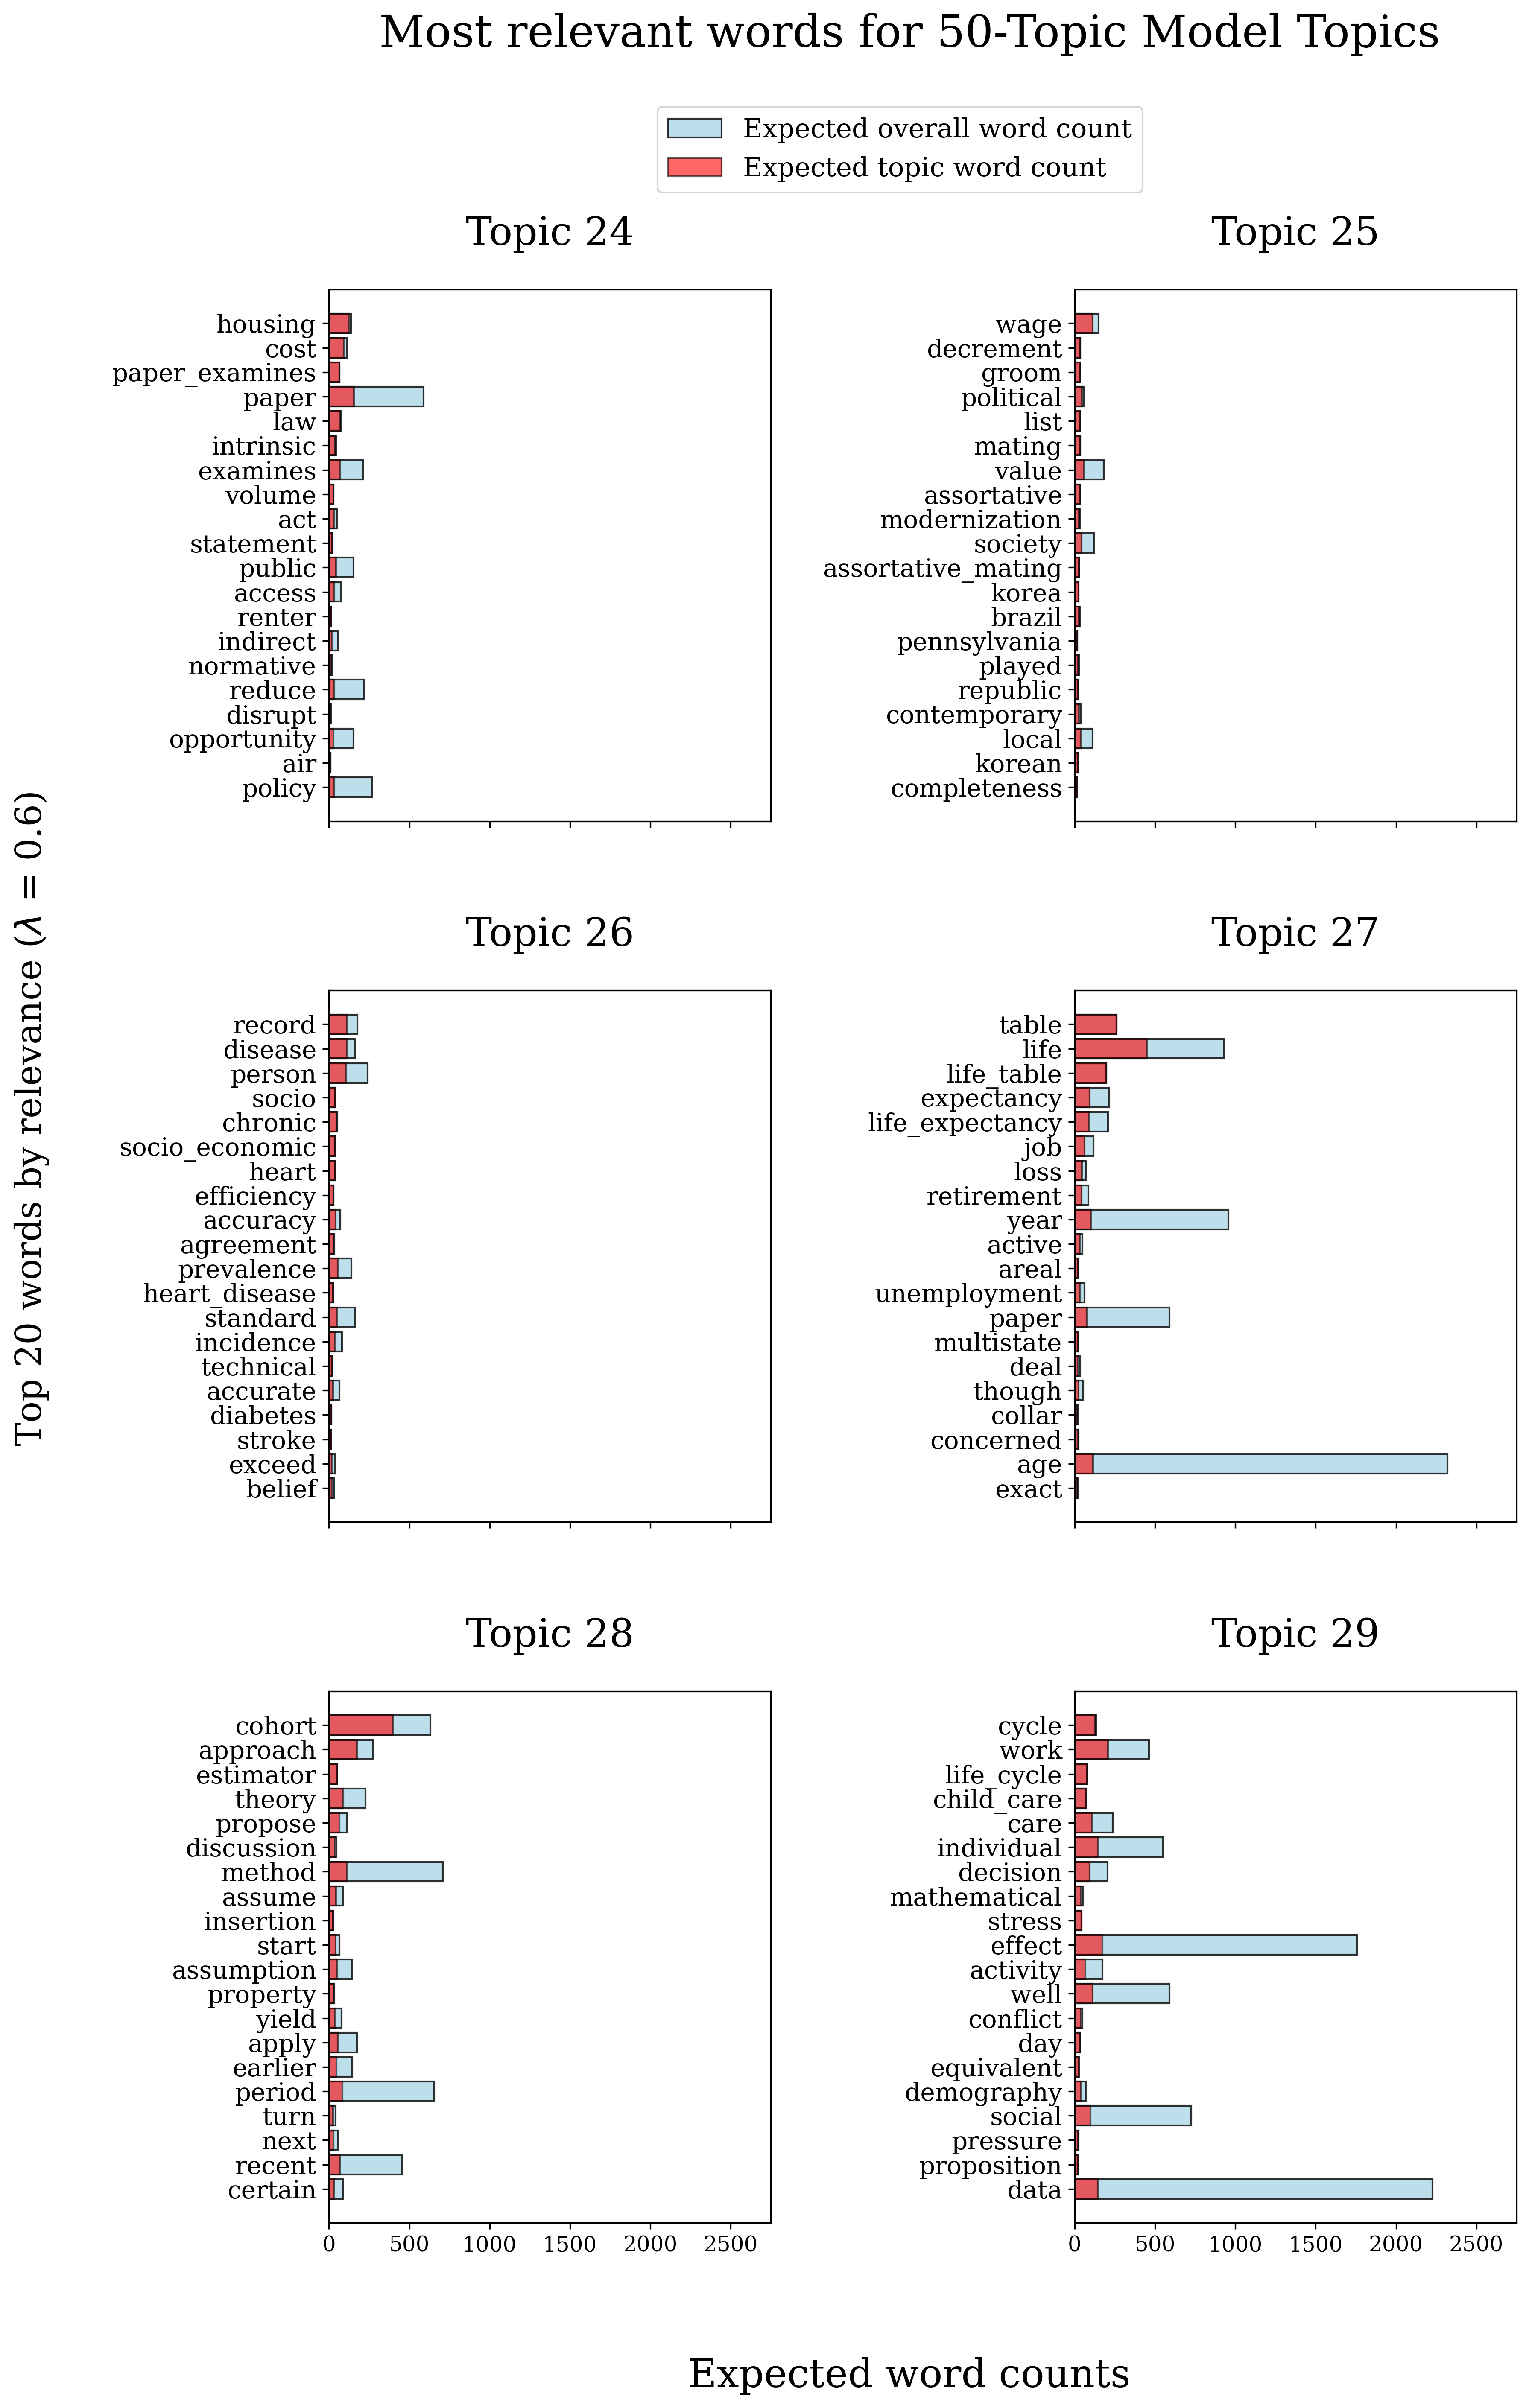 Most relevant words for 50-Topic Model Topics
Expected overall word count
Expected topic word count
Top 20 words by relevance (λ = 0.6)
Topic 24
housing
cost
paper_examines
paper
law
intrinsic
examines
volume
act
statement
public
access
renter
indirect
normative
reduce
disrupt
opportunity
air
policy
Topic 25
wage
decrement
groom
political
list
mating
value
assortative
modernization
society
assortative_mating
korea
brazil
pennsylvania
played
republic
contemporary
local
korean
completeness
Topic 26
record
disease
person
socio
chronic
socio_economic
heart
efficiency
accuracy
agreement
prevalence
heart_disease
standard
incidence
technical
accurate
diabetes
stroke
exceed
belief
Topic 27
table
life
life_table
expectancy
life_expectancy
job
loss
retirement
year
active
areal
unemployment
paper
multistate
deal
though
collar
concerned
age
exact
Topic 28
cohort
approach
estimator
theory
propose
discussion
method
assume
insertion
start
assumption
property
yield
apply
earlier
period
turn
next
recent
certain
0 500 1000 1500 2000 2500
Topic 29
cycle
work
life_cycle
child_care
care
individual
decision
mathematical
stress
effect
activity
well
conflict
day
equivalent
demography
social
pressure
proposition
data
0 500 1000 1500 2000 2500
Expected word counts